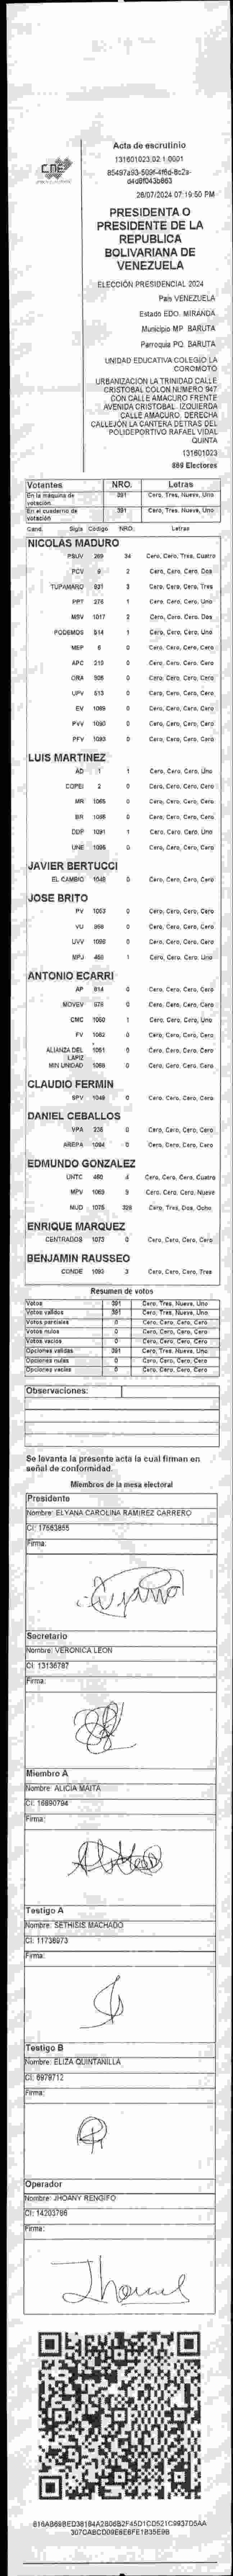 Acta de escrutinio
131601023.02.1.0001
26/07/2024 07:19:50 PM
CNE
PRESIDENTA O
PRESIDENTE DE LA
REPUBLICA
BOLIVARIANA DE
VENEZUELA
ELECCIÓN PRESIDENCIAL 2024
País VENEZUELA
Estado EDO. MIRANDA
Municipio MP. BARUTA
Parroquia PQ. BARUTA
UNIDAD EDUCATIVA COLEGIO LA
COROMOTO
URBANIZACIÓN LA TRINIDAD CALLE
CRISTOBAL COLON NUMERO 947
CON CALLE AMACURO FRENTE
AVENIDA CRISTOBAL. IZQUIERDA
CALLE AMACURO. DERECHA
CALLEJÓN LA CANTERA DETRAS DEL
POLIDEPORTIVO RAFAEL VIDAL
QUINTA
131601023
889 Electores
Votantes NRO. Letras
En la máquina de votación 391 Cero, Tres, Nueve, Uno
En el cuaderno de votación 391 Cero, Tres, Nueve, Uno
Cand. Sigla Código NRO. Letras
NICOLAS MADURO
PSUV 269 34 Cero, Cero, Tres, Cuatro
PCV 9 2 Cero, Cero, Cero, Dos
TUPAMARO 631 3 Cero, Cero, Cero, Tres
PPT 276 1 Cero, Cero, Cero, Uno
MSV 1017 2 Cero, Cero, Cero, Dos
PODEMOS 514 1 Cero, Cero, Cero, Uno
MEP 6 0 Cero, Cero, Cero, Cero
APC 210 0 Cero, Cero, Cero, Cero
ORA 906 0 Cero, Cero, Cero, Cero
UPV 513 0 Cero, Cero, Cero, Cero
EV 1089 0 Cero, Cero, Cero, Cero
PVV 1090 0 Cero, Cero, Cero, Cero
PFV 1093 0 Cero, Cero, Cero, Cero
LUIS MARTINEZ
AD 1 1 Cero, Cero, Cero, Uno
COPEI 2 0 Cero, Cero, Cero, Cero
MR 1065 0 Cero, Cero, Cero, Cero
BR 0 Cero, Cero, Cero, Cero
DDP 1091 1 Cero, Cero, Cero, Uno
UNE 1095 0 Cero, Cero, Cero, Cero
JAVIER BERTUCCI
EL CAMBIO 1048 0 Cero, Cero, Cero, Cero
JOSE BRITO
PV 1053 0 Cero, Cero, Cero, Cero
VU 968 0 Cero, Cero, Cero, Cero
UVV 1096 0 Cero, Cero, Cero, Cero
MPJ 459 1 Cero, Cero, Cero, Uno
ANTONIO ECARRI
AP 914 0 Cero, Cero, Cero, Cero
MOVEV 978 0 Cero, Cero, Cero, Cero
CMC 1060 1 Cero, Cero, Cero, Uno
FV 1062 0 Cero, Cero, Cero, Cero
ALIANZA DEL LAPIZ 1051 0 Cero, Cero, Cero, Cero
MIN UNIDAD 1088 0 Cero, Cero, Cero, Cero
CLAUDIO FERMIN
SPV 1049 0 Cero, Cero, Cero, Cero
DANIEL CEBALLOS
VPA 236 0 Cero, Cero, Cero, Cero
AREPA 1094 0 Cero, Cero, Cero, Cero
EDMUNDO GONZALEZ
UNTC 460 4 Cero, Cero, Cero, Cuatro
MPV 1069 9 Cero, Cero, Cero, Nueve
MUD 1075 328 Cero, Tres, Dos, Ocho
ENRIQUE MARQUEZ
CENTRADOS 1073 0 Cero, Cero, Cero, Cero
BENJAMIN RAUSSEO
CONDE 1093 3 Cero, Cero, Cero, Tres
Resumen de votos
Votos 391 Cero, Tres, Nueve, Uno
Votos válidos 391 Cero, Tres, Nueve, Uno
Votos parciales 0 Cero, Cero, Cero, Cero
Votos nulos 0 Cero, Cero, Cero, Cero
Votos vacíos 0 Cero, Cero, Cero, Cero
Opciones válidas 391 Cero, Tres, Nueve, Uno
Opciones nulas 0 Cero, Cero, Cero, Cero
Opciones vacías 0 Cero, Cero, Cero, Cero
Observaciones:
Se levanta la presente acta la cual firman en
señal de conformidad.
Miembros de la mesa electoral
Presidente
Nombre: ELYANA CAROLINA RAMIREZ CARRERO
CI: 17663855
Firma:
Secretario
Nombre: VERONICA LEON
CI: 13136787
Firma:
Miembro A
Nombre: ALICIA MAITA
CI: 16890794
Firma:
Testigo A
Nombre: SETHISIS MACHADO
CI: 11738973
Firma:
Testigo B
Nombre: ELIZA QUINTANILLA
CI: 6979712
Firma:
Operador
Nombre: JHOANY RENGIFO
CI: 14203786
Firma: